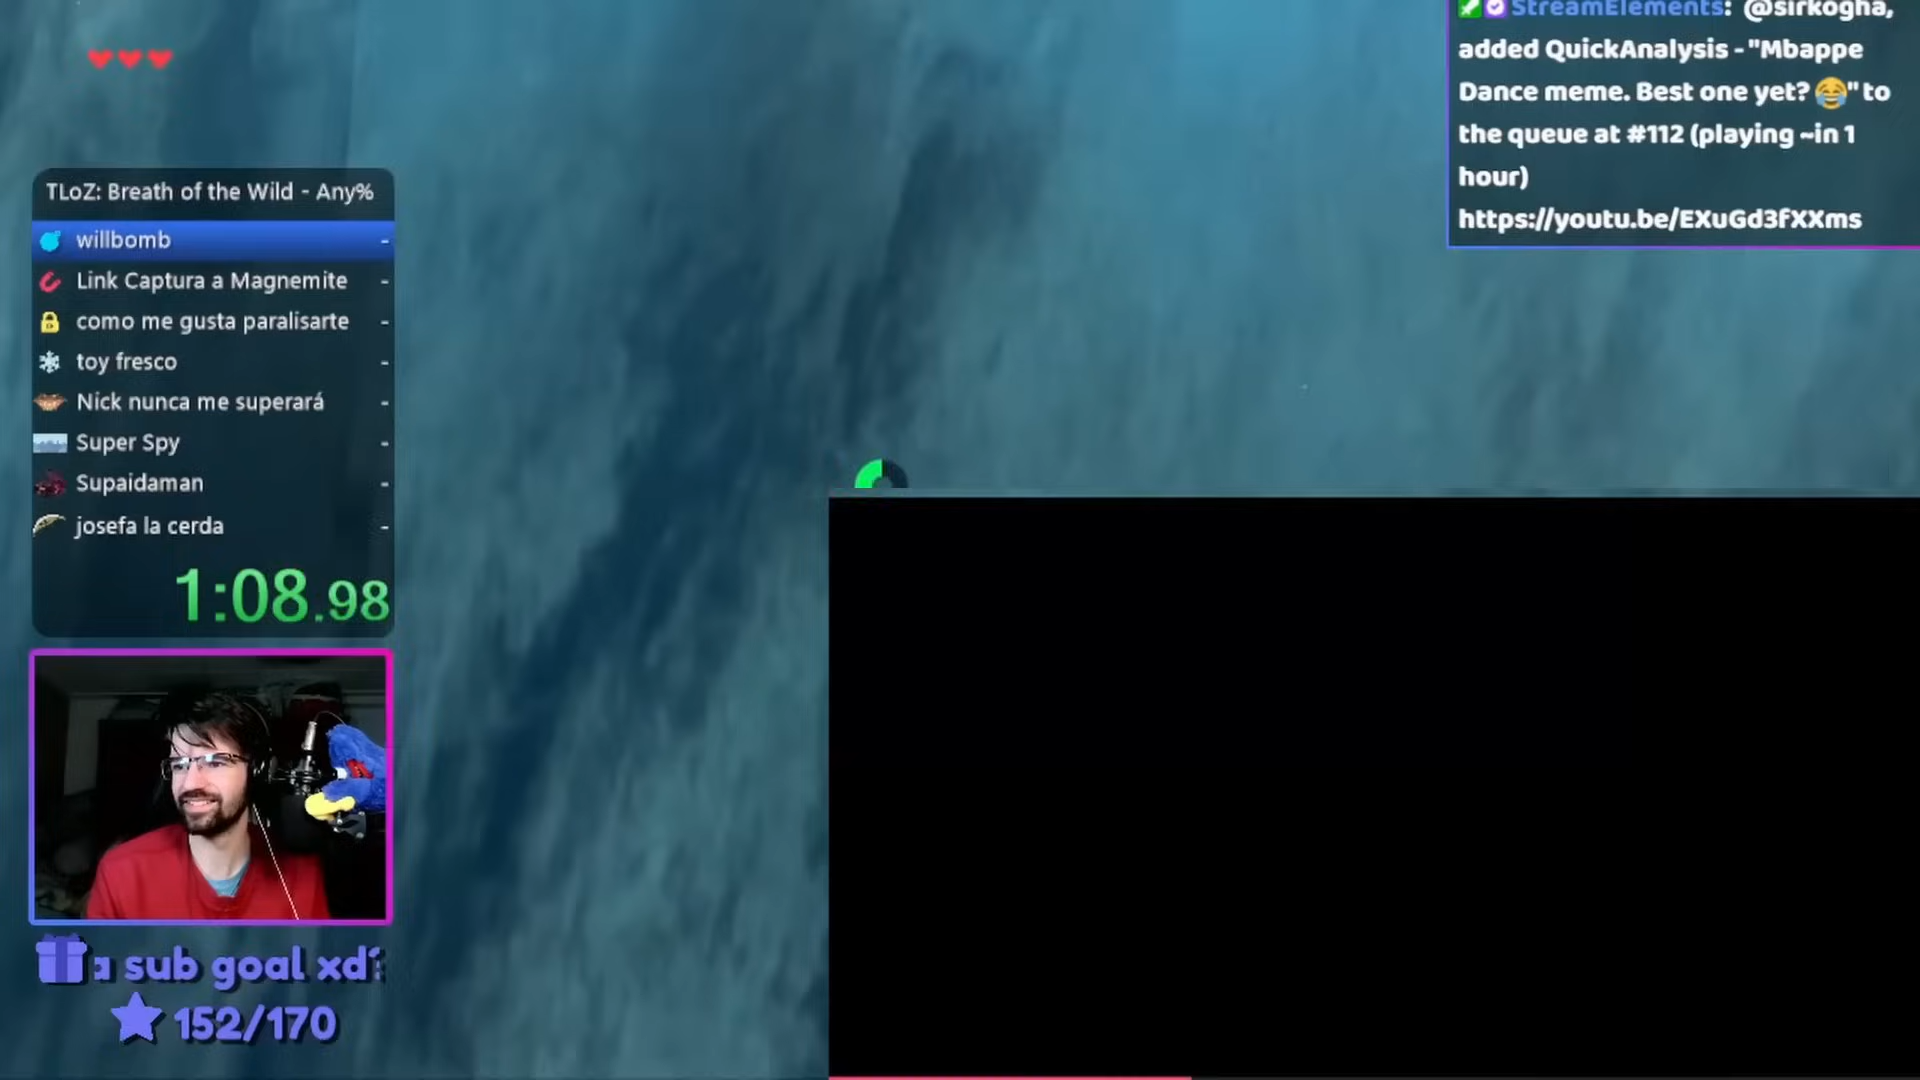 StreamElements: @sirkogha,
added QuickAnalysis - "Mbappe
Dance meme. Best one yet? 😂" to
the queue at #112 (playing ~in 1
hour)
https://youtu.be/EXuGd3fXXms
TLoZ: Breath of the Wild - Any%
willbomb -
Link Captura a Magnemite -
como me gusta paralisarte -
toy fresco -
Nick nunca me superará -
Super Spy -
Supaidaman -
josefa la cerda -
1:08.98
a sub goal xd?
152/170